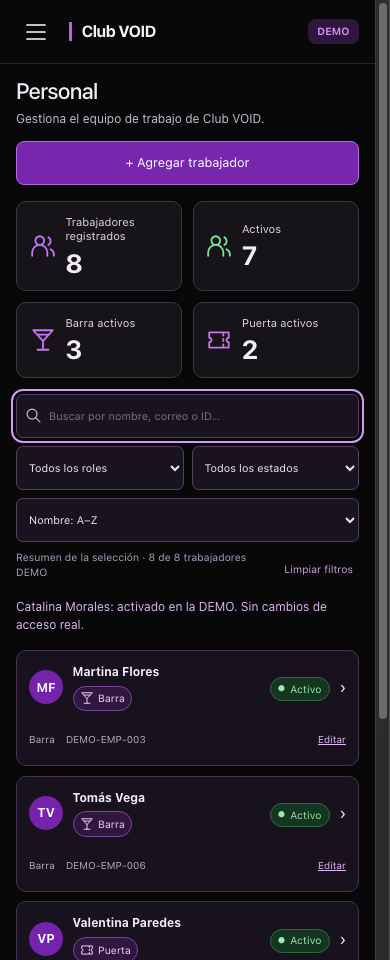 Club VOID
DEMO
Personal
Gestiona el equipo de trabajo de Club VOID.
+ Agregar trabajador
Trabajadores
registrados
8
Activos
7
Barra activos
3
Puerta activos
2
Buscar por nombre, correo o ID...
Todos los roles
Todos los estados
Nombre: A–Z
Resumen de la selección · 8 de 8 trabajadores
DEMO
Limpiar filtros
Catalina Morales: activado en la DEMO. Sin cambios de
acceso real.
MF
Martina Flores
Barra
Activo
Barra DEMO-EMP-003
Editar
TV
Tomás Vega
Barra
Activo
Barra DEMO-EMP-006
Editar
VP
Valentina Paredes
Puerta
Activo